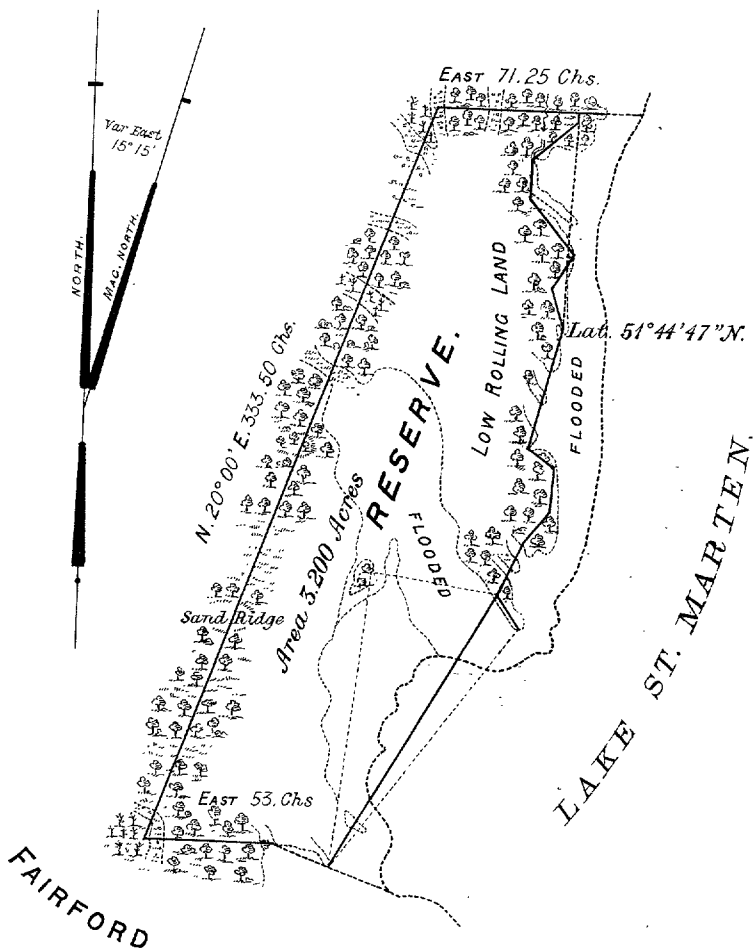 EAST 71.25 Chs.
Var East
15° 15'
NORTH.
MAG. NORTH.
LOW ROLLING LAND
Lat. 51°44'47"N.
FLOODED
N. 20°00' E. 333.50 Chs.
RESERVE.
Area 3.200 Acres
FLOODED
Sand Ridge
LAKE ST. MARTEN.
EAST 53. Chs
FAIRFORD